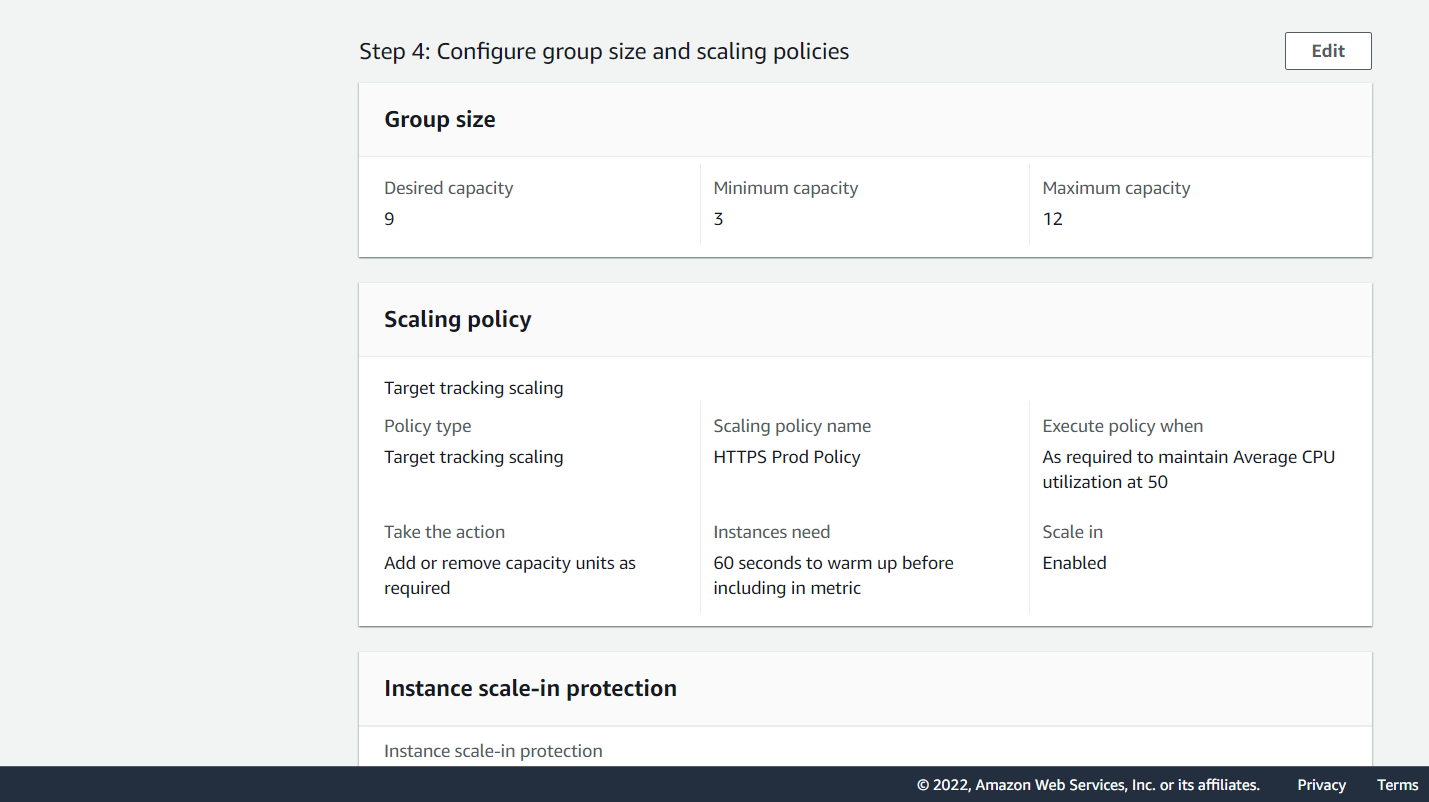 Step 4: Configure group size and scaling policies
Edit
Group size
Desired capacity
9
Minimum capacity
3
Maximum capacity
12
Scaling policy
Target tracking scaling
Policy type
Target tracking scaling
Scaling policy name
HTTPS Prod Policy
Execute policy when
As required to maintain Average CPU
utilization at 50
Take the action
Add or remove capacity units as
required
Instances need
60 seconds to warm up before
including in metric
Scale in
Enabled
Instance scale-in protection
Instance scale-in protection
© 2022, Amazon Web Services, Inc. or its affiliates.
Privacy
Terms